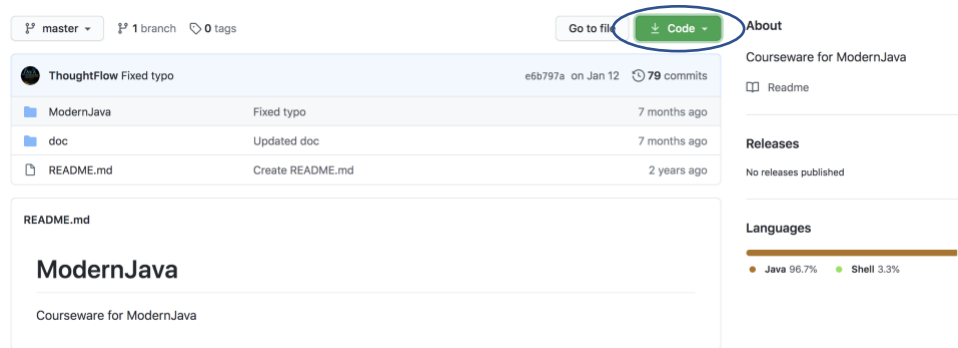 master 1 branch 0 tags Go to file Code
ThoughtFlow Fixed typo e6b797a on Jan 12 79 commits
ModernJava Fixed typo 7 months ago
doc Updated doc 7 months ago
README.md Create README.md 2 years ago
README.md
ModernJava
Courseware for ModernJava
About
Courseware for ModernJava
Readme
Releases
No releases published
Languages
Java 96.7% Shell 3.3%